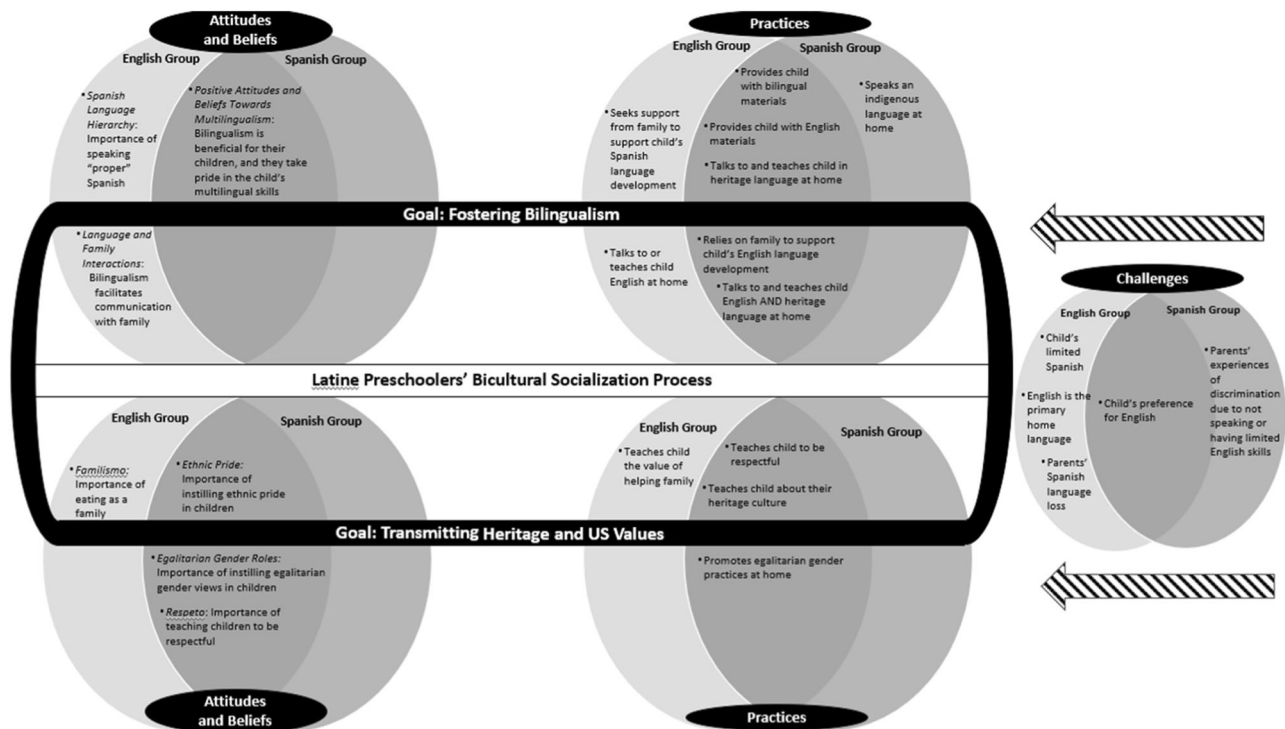 Attitudes
and Beliefs
English Group
Spanish Group
• Spanish
Language
Hierarchy:
Importance of
speaking
“proper”
Spanish
• Positive Attitudes and
Beliefs Towards
Multilingualism:
Bilingualism is
beneficial for their
children, and they take
pride in the child’s
multilingual skills
• Language and
Family
Interactions:
Bilingualism
facilitates
communication
with family
Practices
English Group
Spanish Group
• Seeks support
from family to
support child’s
Spanish
language
development
• Provides child
with bilingual
materials
• Provides child with English
materials
• Talks to and teaches child in
heritage language at home
• Speaks an
indigenous
language at
home
Goal: Fostering Bilingualism
• Talks to or
teaches child
English at home
• Relies on family to support
child’s English language
development
• Talks to and teaches child
English AND heritage
language at home
Latine Preschoolers’ Bicultural Socialization Process
English Group
Spanish Group
• Familismo:
Importance of
eating as a
family
• Ethnic Pride:
Importance of
instilling ethnic pride
in children
English Group
Spanish Group
• Teaches child
the value of
helping family
• Teaches child to be
respectful
• Teaches child about their
heritage culture
Goal: Transmitting Heritage and US Values
• Egalitarian Gender Roles:
Importance of instilling egalitarian
gender views in children
• Respeto: Importance of
teaching children to be
respectful
• Promotes egalitarian gender
practices at home
Attitudes
and Beliefs
Practices
Challenges
English Group
Spanish Group
• Child’s
limited
Spanish
• English is the
primary
home
language
• Parents’
Spanish
language
loss
• Child’s preference
for English
• Parents’
experiences
of
discrimination
due to not
speaking or
having limited
English skills